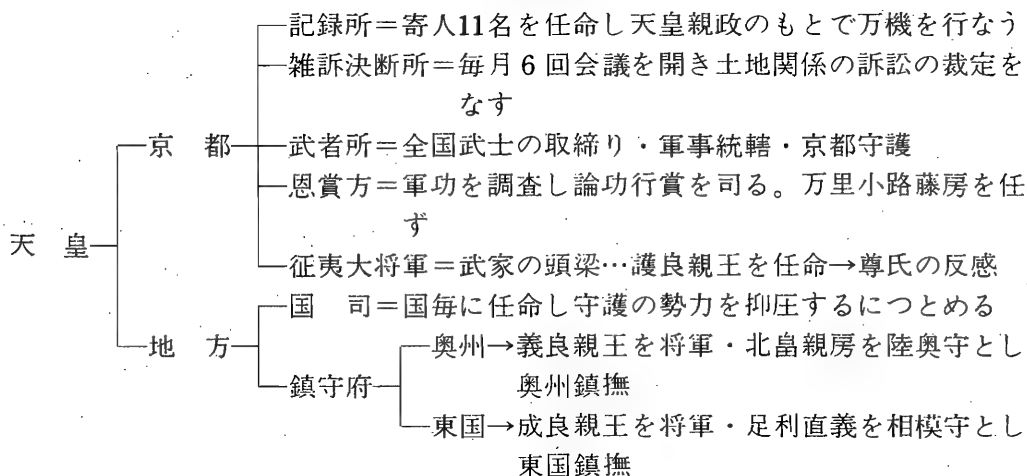 記録所＝寄人11名を任命し天皇親政のもとで万機を行なう
雑訴決断所＝毎月6回会議を開き土地関係の訴訟の裁定を
なす
京　都
武者所＝全国武士の取締り・軍事統轄・京都守護
恩賞方＝軍功を調査し論功行賞を司る。万里小路藤房を任
ず
天　皇
征夷大将軍＝武家の頭梁…護良親王を任命→尊氏の反感
国　司＝国毎に任命し守護の勢力を抑圧するにつとめる
地　方
奥州→義良親王を将軍・北畠親房を陸奥守とし
奥州鎮撫
鎮守府
東国→成良親王を将軍・足利直義を相模守とし
東国鎮撫